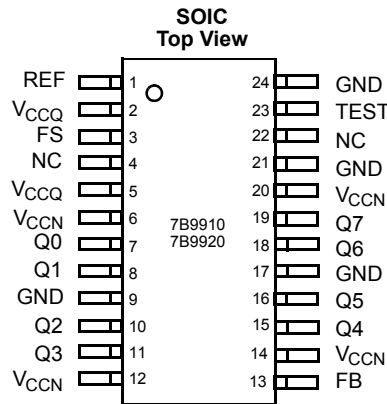 SOIC
Top View
REF 1 24 GND
VCCQ 2 23 TEST
FS 3 22 NC
NC 4 21 GND
VCCQ 5 20 VCCN
VCCN 6 19 Q7
7B9910
Q0 7 18 Q6
7B9920
Q1 8 17 GND
GND 9 16 Q5
Q2 10 15 Q4
Q3 11 14 VCCN
VCCN 12 13 FB